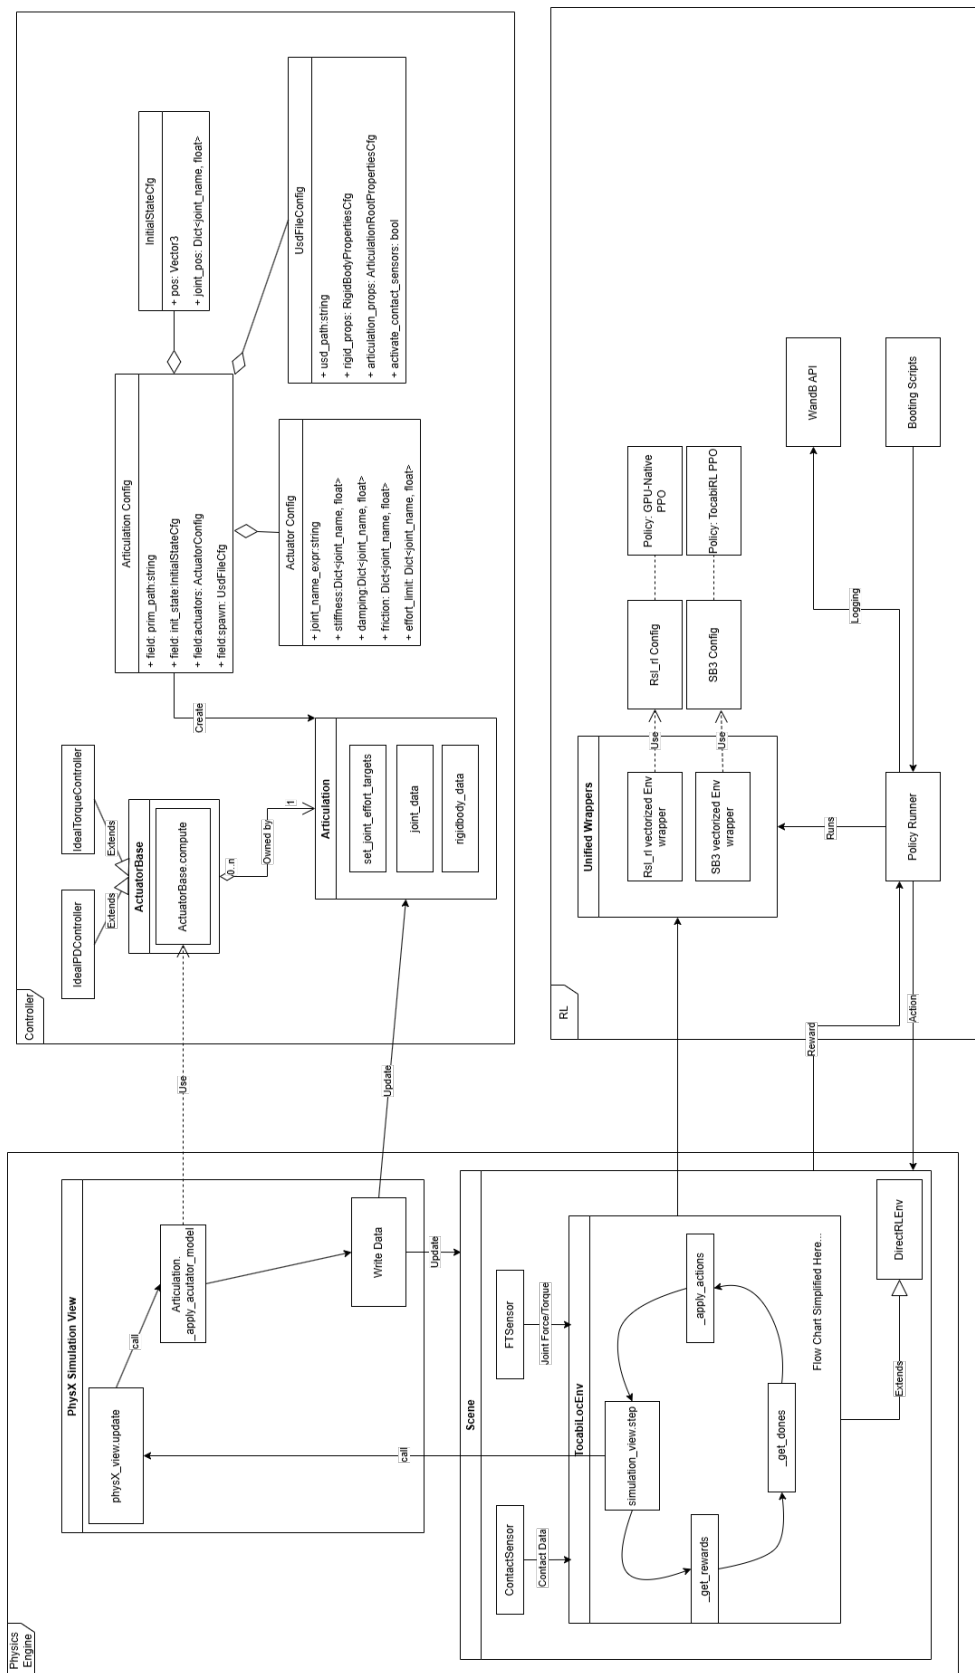 Physics
Engine
PhysX Simulation View
physX_view.update
call
Articulation.
_apply_acutator_model
Write Data
Update
Update
Use
call
Scene
ContactSensor
Contact Data
FTSensor
Joint Force/Torque
TocabiLocEnv
simulation_view.step
_apply_actions
_get_rewards
_get_dones
Flow Chart Simplified Here...
Extends
DirectRLEnv
Controller
IdealPDController
IdealTorqueController
Extends
Extends
ActuatorBase
ActuatorBase.compute
0..n
Owned by
1
Articulation
set_joint_effort_targets
joint_data
rigidbody_data
Create
Articulation Config
+ field: prim_path:string
+ field: init_state:InitialStateCfg
+ field:actuators: ActuatorConfig
+ field:spawn: UsdFileCfg
InitialStateCfg
+ pos: Vector3
+ joint_pos: Dict<joint_name, float>
Actuator Config
+ joint_name_expr:string
+ stiffness:Dict<joint_name, float>
+ damping:Dict<joint_name, float>
+ friction: Dict<joint_name, float>
+ effort_limit: Dict<joint_name, float>
UsdFileConfig
+ usd_path:string
+ rigid_props: RigidBodyPropertiesCfg
+ articulation_props: ArticulationRootPropertiesCfg
+ activate_contact_sensors: bool
RL
Unified Wrappers
Rsl_rl vectorized Env
wrapper
SB3 vectorized Env
wrapper
Use
Use
Rsl_rl Config
SB3 Config
Policy: GPU-Native
PPO
Policy: TocabiRL PPO
Runs
Policy Runner
Reward
Action
Logging
WandB API
Booting Scripts